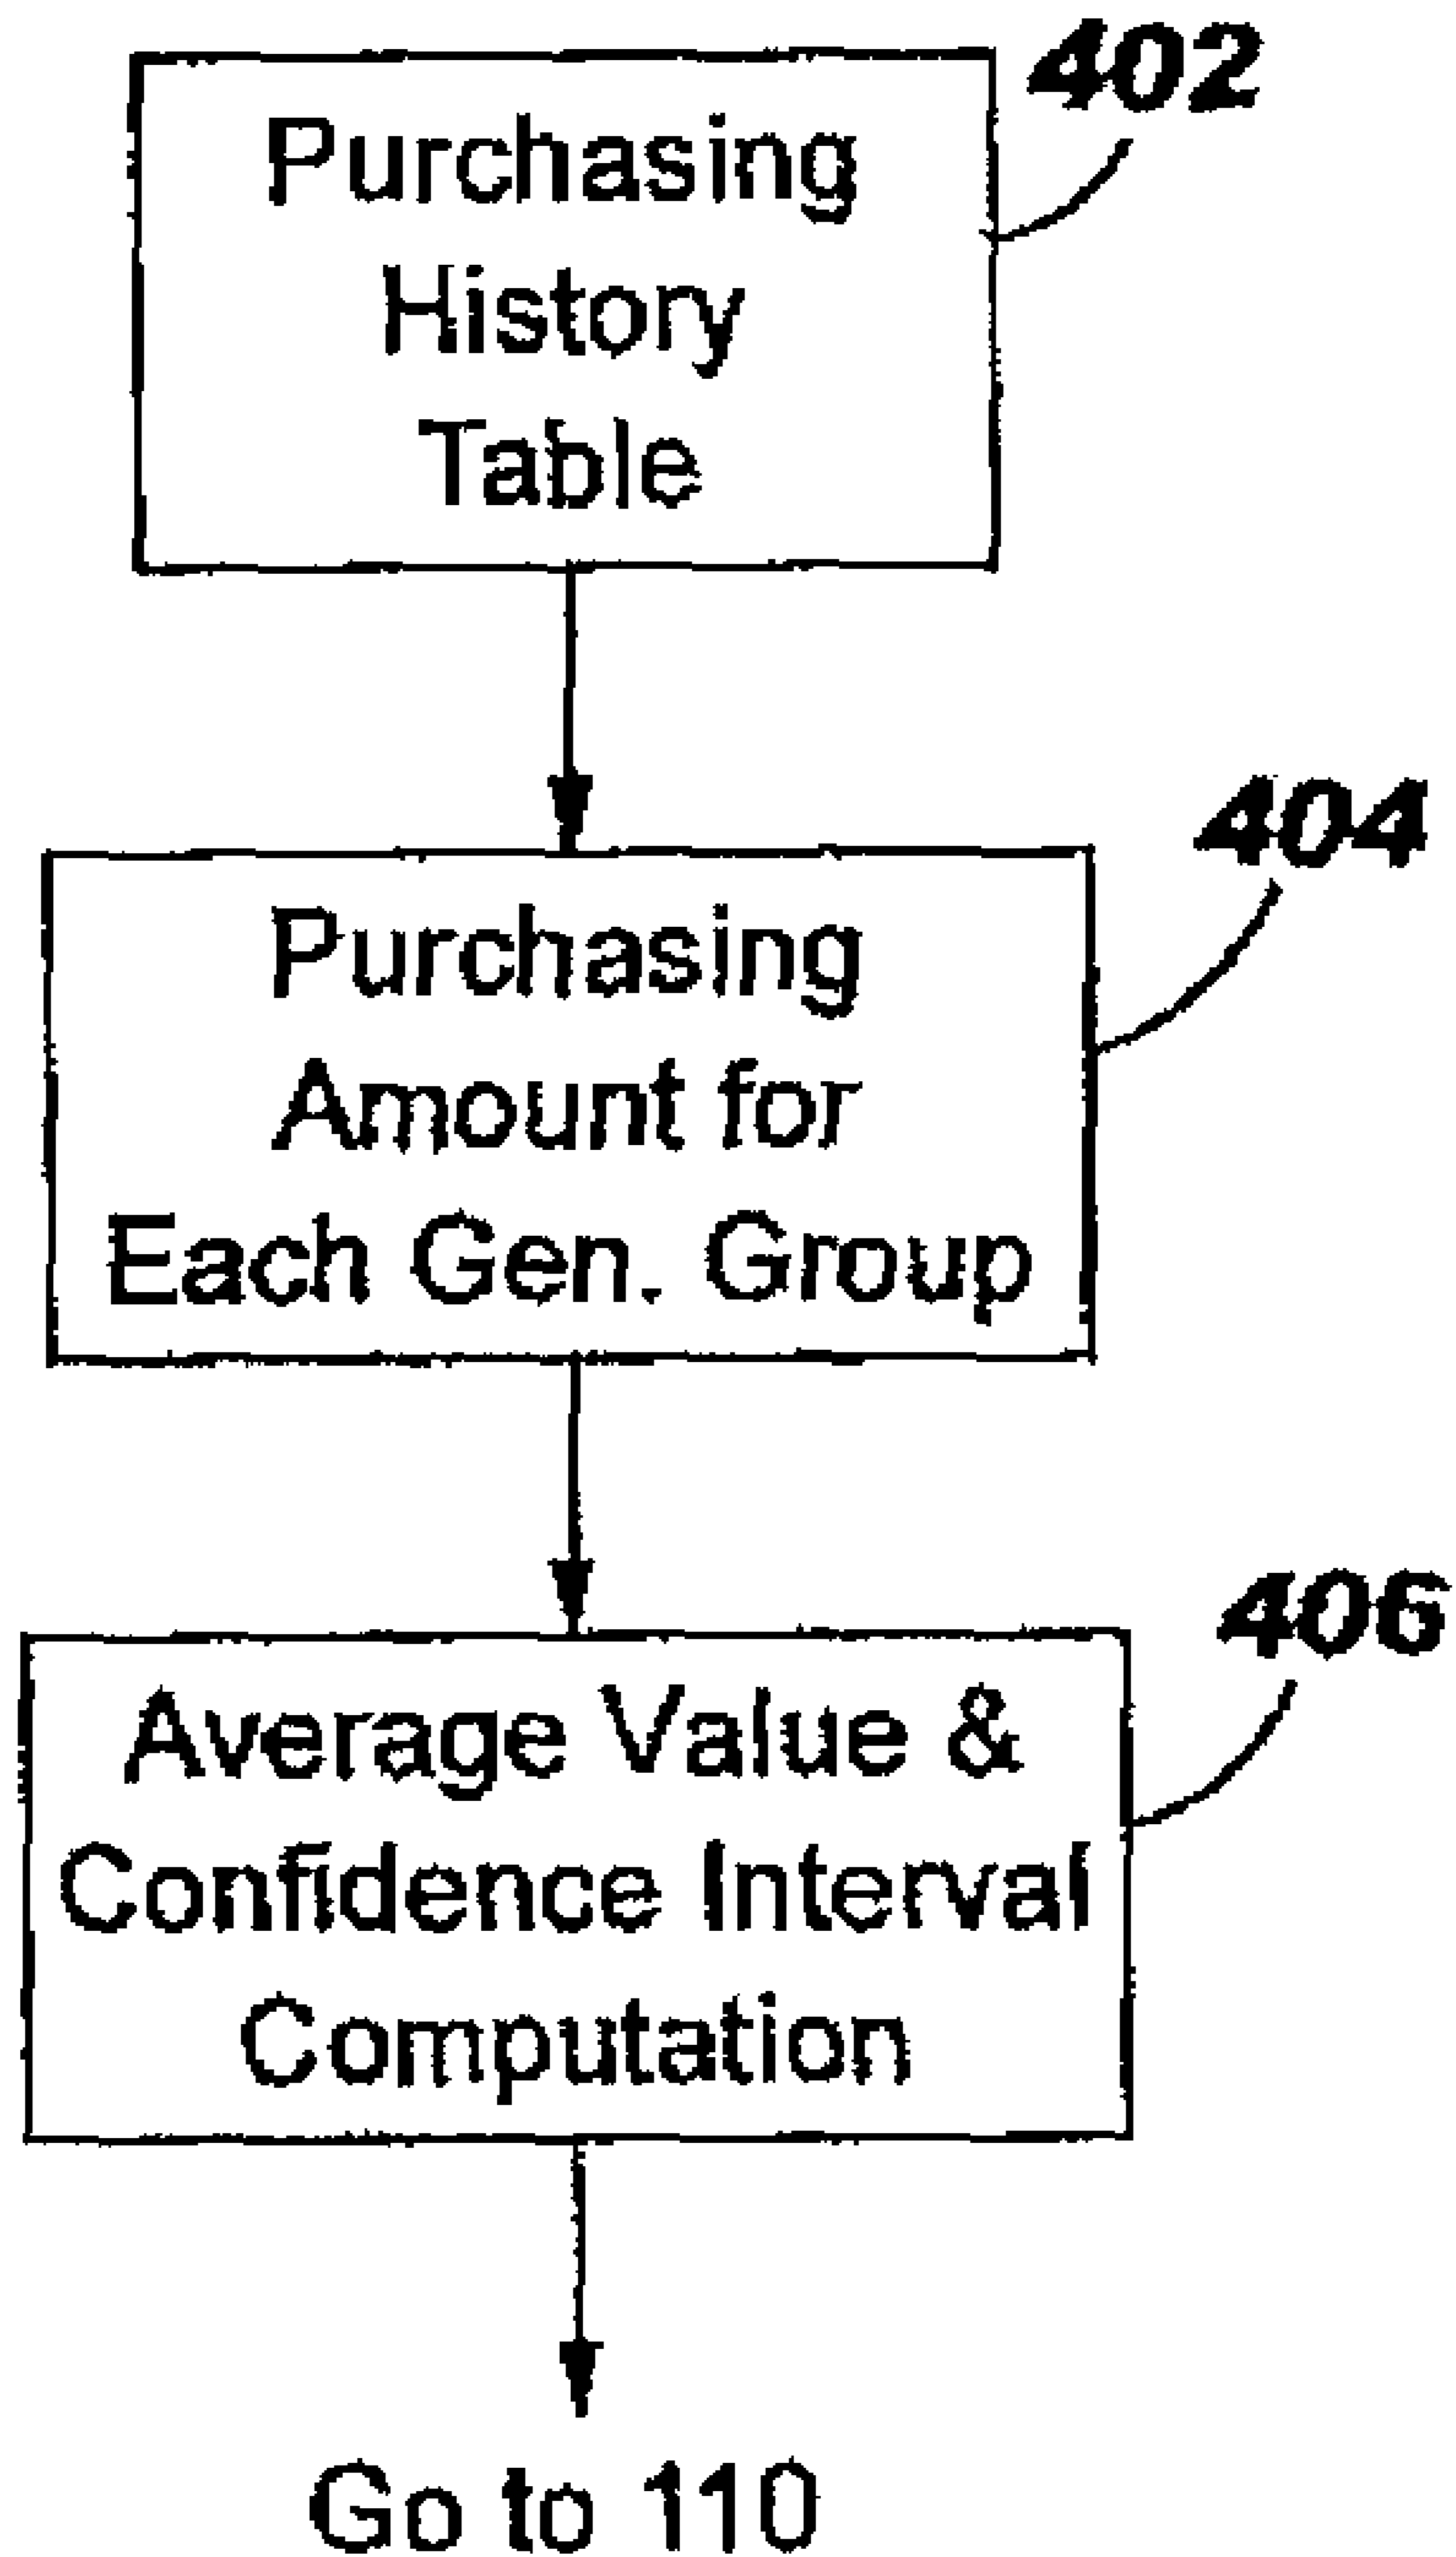 402
Purchasing
History
Table
404
Purchasing
Amount for
Each Gen. Group
406
Average Value &
Confidence Interval
Computation
Go to 110